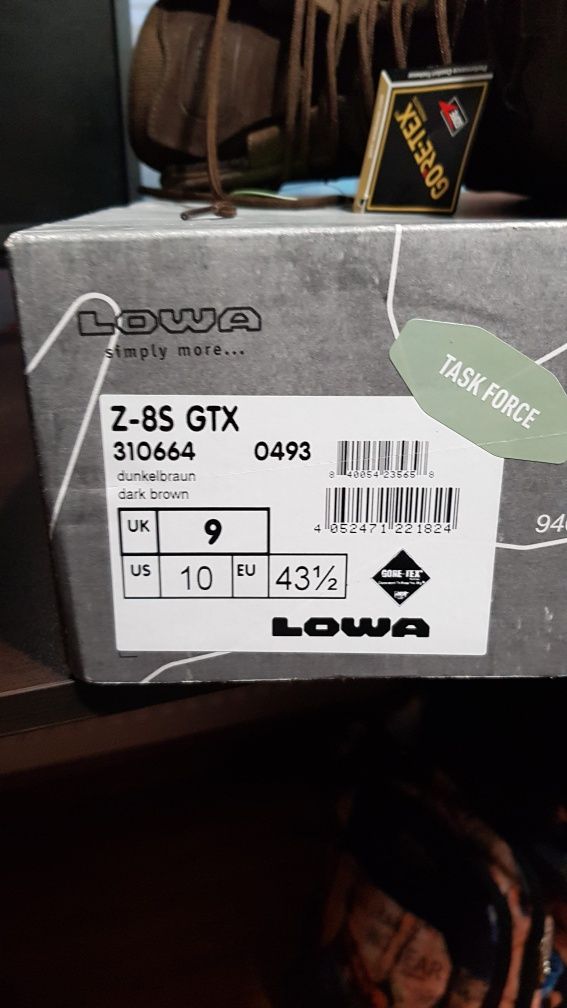 GORE-TEX
LOWA
simply more...
TASK FORCE
Z-8S GTX
310664 0493
dunkelbraun
dark brown
8 40054 23565 8
4 052471 221824
UK 9
US 10 EU 43½
GORE-TEX
LOWA